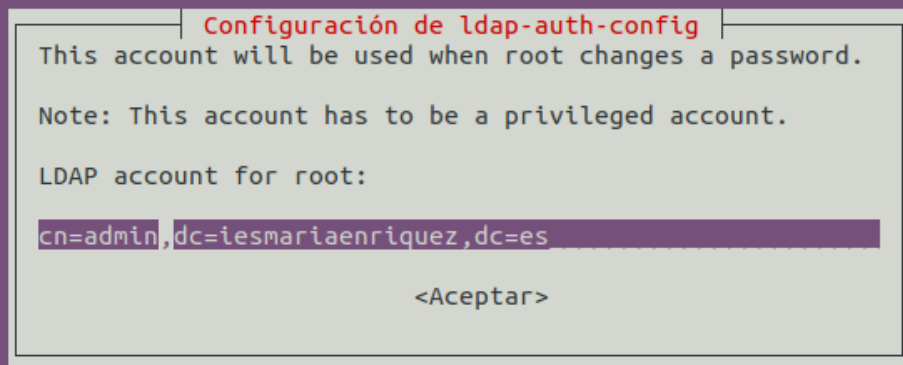 Configuración de ldap-auth-config
This account will be used when root changes a password.
Note: This account has to be a privileged account.
LDAP account for root:
cn=admin,dc=iesmariaenriquez,dc=es
<Aceptar>